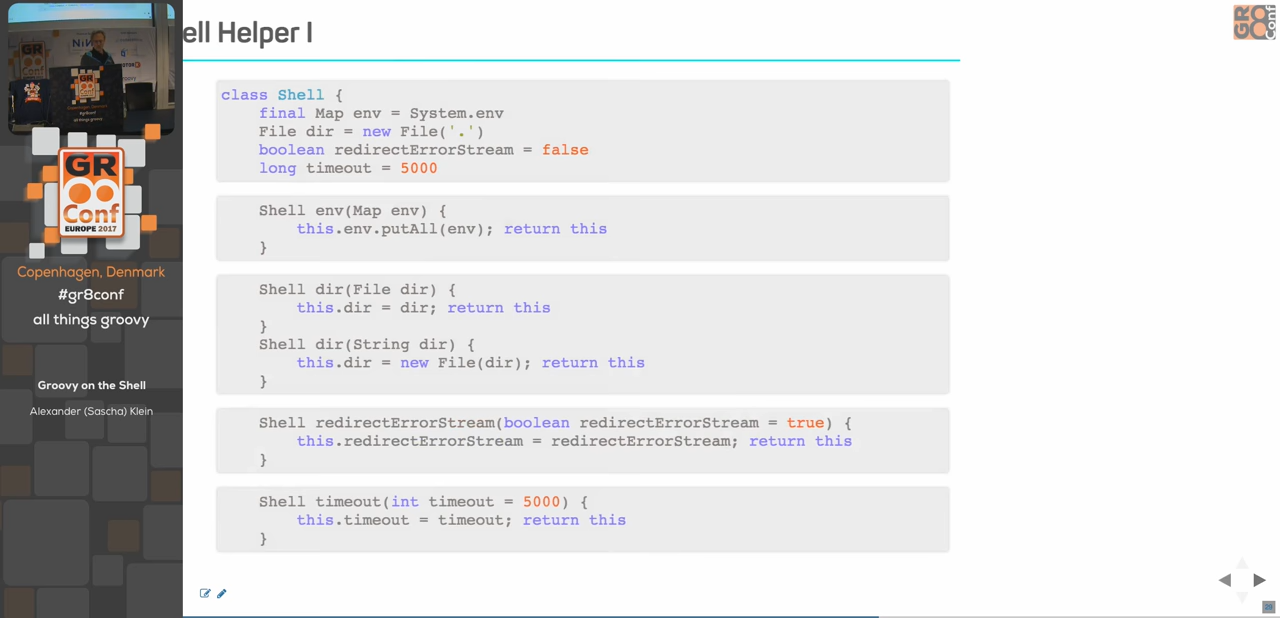 ell Helper I
class Shell {
    final Map env = System.env
    File dir = new File('.')
    boolean redirectErrorStream = false
    long timeout = 5000
    Shell env(Map env) {
        this.env.putAll(env); return this
    }
    Shell dir(File dir) {
        this.dir = dir; return this
    }
    Shell dir(String dir) {
        this.dir = new File(dir); return this
    }
    Shell redirectErrorStream(boolean redirectErrorStream = true) {
        this.redirectErrorStream = redirectErrorStream; return this
    }
    Shell timeout(int timeout = 5000) {
        this.timeout = timeout; return this
    }
GR
Conf
EUROPE 2017
Copenhagen, Denmark
#gr8conf
all things groovy
Groovy on the Shell
Alexander (Sascha) Klein
GR
Conf